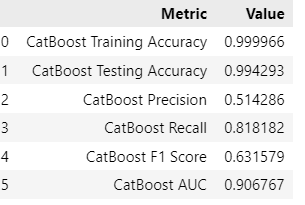 Metric Value
0 CatBoost Training Accuracy 0.999966
1 CatBoost Testing Accuracy 0.994293
2 CatBoost Precision 0.514286
3 CatBoost Recall 0.818182
4 CatBoost F1 Score 0.631579
5 CatBoost AUC 0.906767